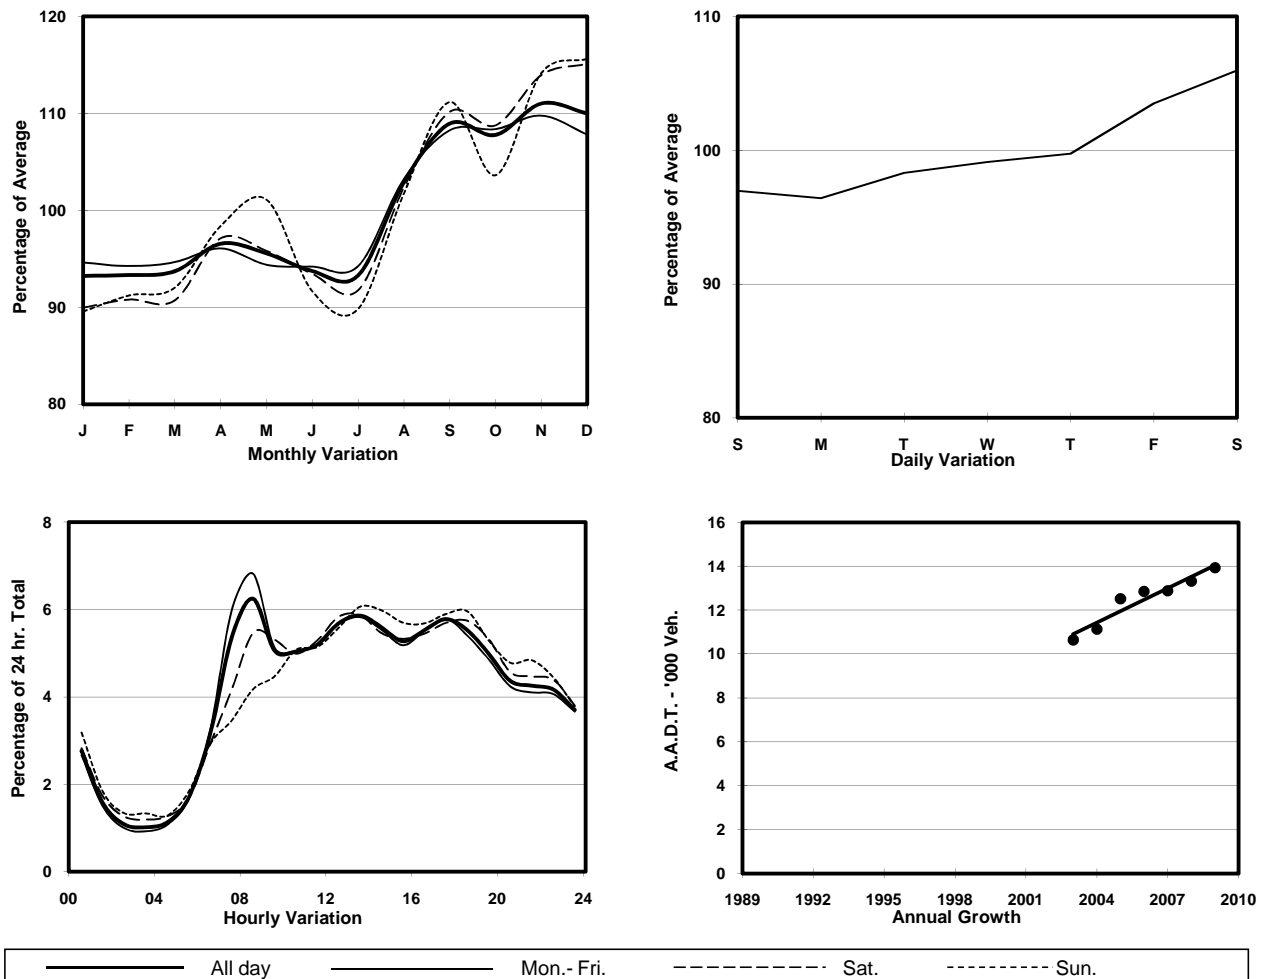 120
110
100
90
80
Percentage of Average
J F M A M J J A S O N D
Monthly Variation
110
100
90
80
Percentage of Average
S M T W T F S
Daily Variation
8
6
4
2
0
Percentage of 24 hr. Total
00 04 08 12 16 20 24
Hourly Variation
16
14
12
10
8
6
4
2
0
A.A.D.T. - '000 Veh.
1989 1992 1995 1998 2001 2004 2007 2010
Annual Growth
All day Mon.- Fri. Sat. Sun.